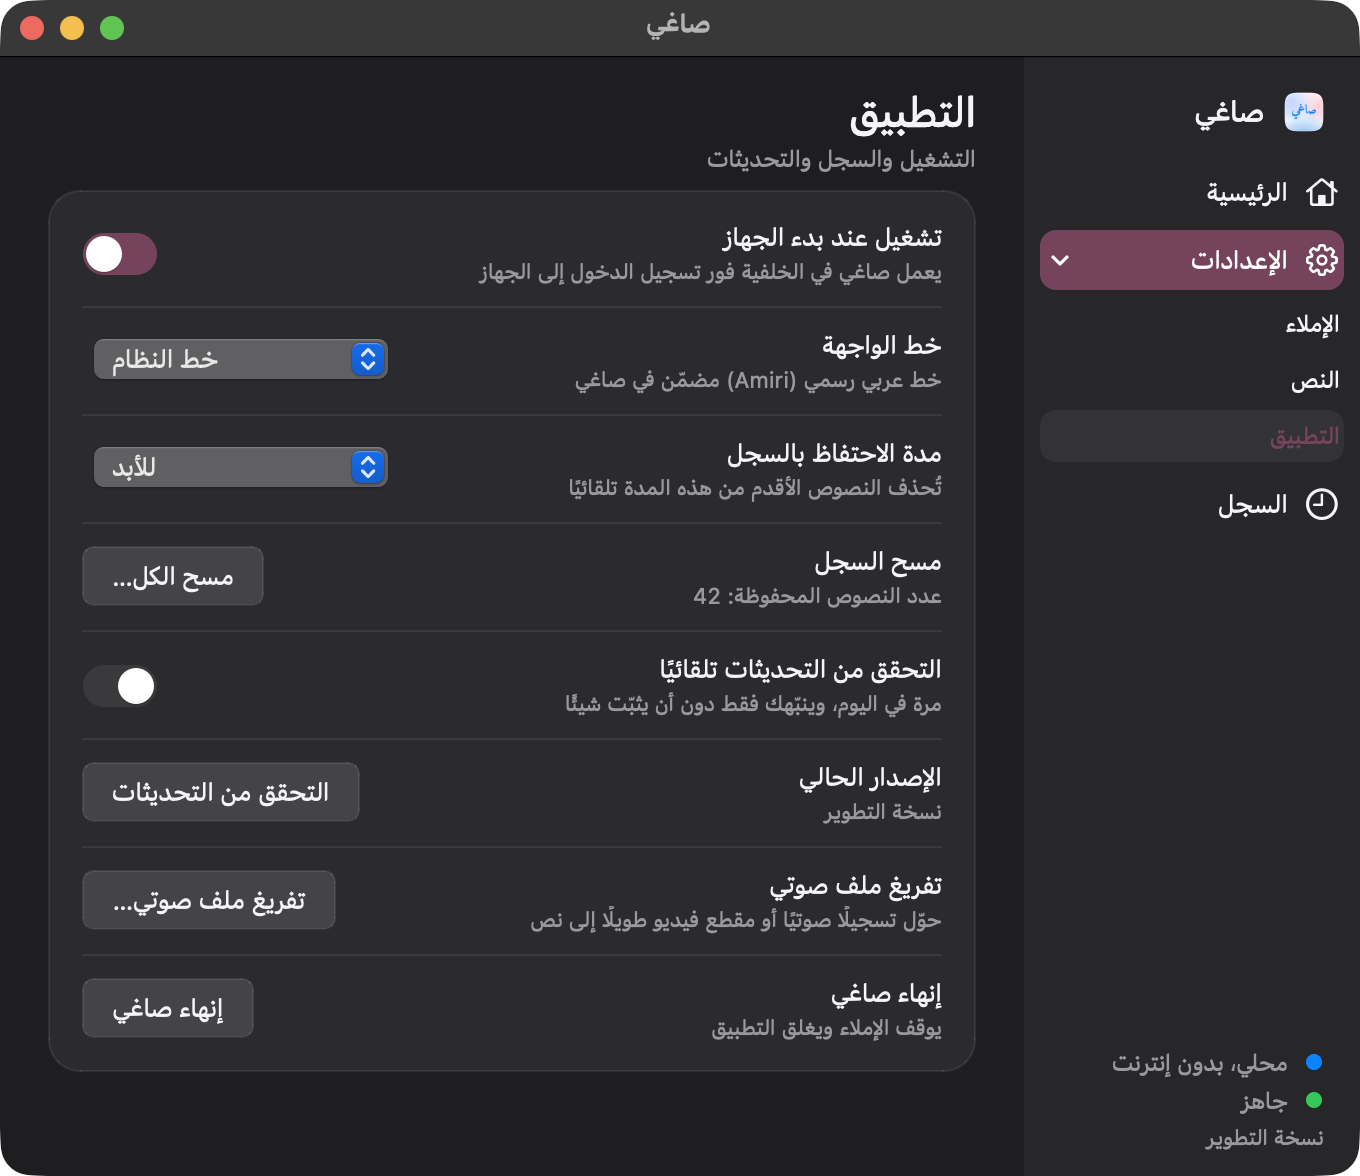 صاغي
صاغي
صاغي
الرئيسية
الإعدادات
الإملاء
النص
التطبيق
السجل
محلي، بدون إنترنت
جاهز
نسخة التطوير
التطبيق
التشغيل والسجل والتحديثات
تشغيل عند بدء الجهاز
يعمل صاغي في الخلفية فور تسجيل الدخول إلى الجهاز
خط الواجهة
خط عربي رسمي (Amiri) مضمّن في صاغي
خط النظام
مدة الاحتفاظ بالسجل
تُحذف النصوص الأقدم من هذه المدة تلقائيًا
للأبد
مسح السجل
عدد النصوص المحفوظة: 42
مسح الكل...
التحقق من التحديثات تلقائيًا
مرة في اليوم، وينبّهك فقط دون أن يثبّت شيئًا
الإصدار الحالي
نسخة التطوير
التحقق من التحديثات
تفريغ ملف صوتي
حوّل تسجيلًا صوتيًا أو مقطع فيديو طويلًا إلى نص
تفريغ ملف صوتي...
إنهاء صاغي
يوقف الإملاء ويغلق التطبيق
إنهاء صاغي